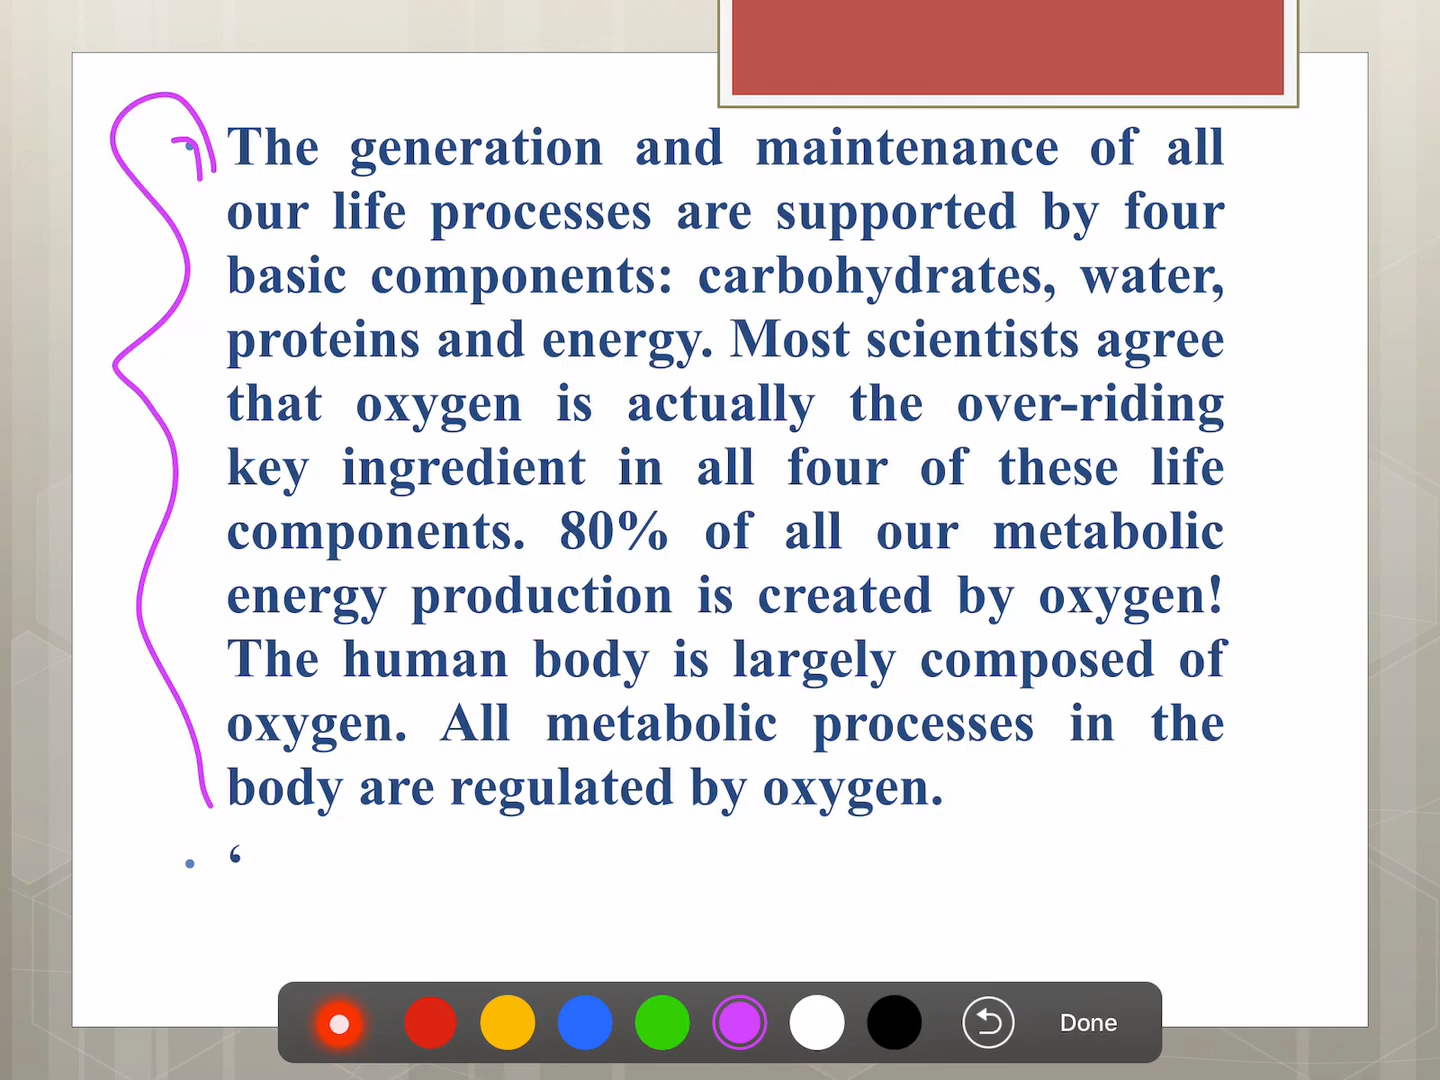 The generation and maintenance of all
our life processes are supported by four
basic components: carbohydrates, water,
proteins and energy. Most scientists agree
that oxygen is actually the over-riding
key ingredient in all four of these life
components. 80% of all our metabolic
energy production is created by oxygen!
The human body is largely composed of
oxygen. All metabolic processes in the
body are regulated by oxygen.
‘
Done